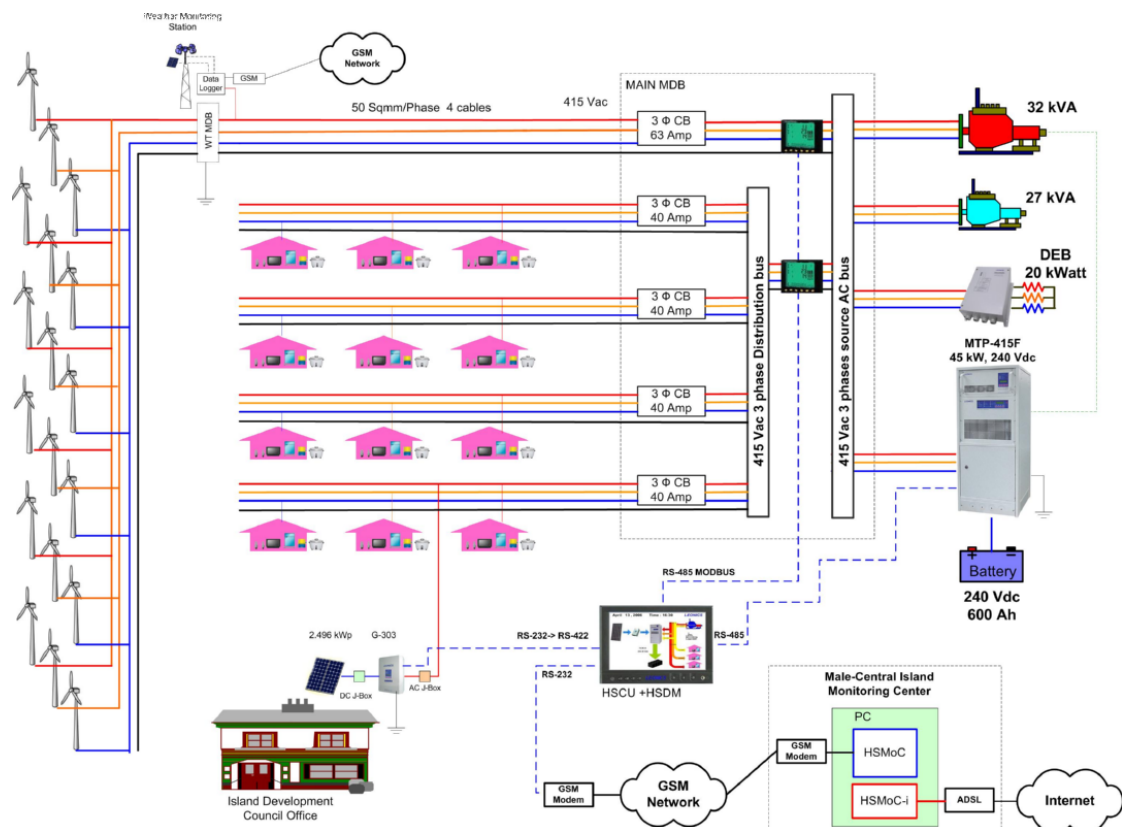 Weather Monitoring
Station
GSM
Network
Data
Logger
GSM
WT MDB
50 Sqmm/Phase 4 cables
415 Vac
MAIN MDB
3 Φ CB
63 Amp
3 Φ CB
40 Amp
3 Φ CB
40 Amp
3 Φ CB
40 Amp
3 Φ CB
40 Amp
415 Vac 3 phase Distribution bus
415 Vac 3 phases source AC bus
32 kVA
27 kVA
DEB
20 kWatt
MTP-415F
45 kW, 240 Vdc
Battery
240 Vdc
600 Ah
RS-485 MODBUS
RS-232-> RS-422
RS-485
RS-232
HSCU +HSDM
2.496 kWp
G-303
DC J-Box
AC J-Box
Island Development
Council Office
GSM
Modem
GSM
Network
Male-Central Island
Monitoring Center
PC
GSM
Modem
HSMoC
HSMoC-i
ADSL
Internet